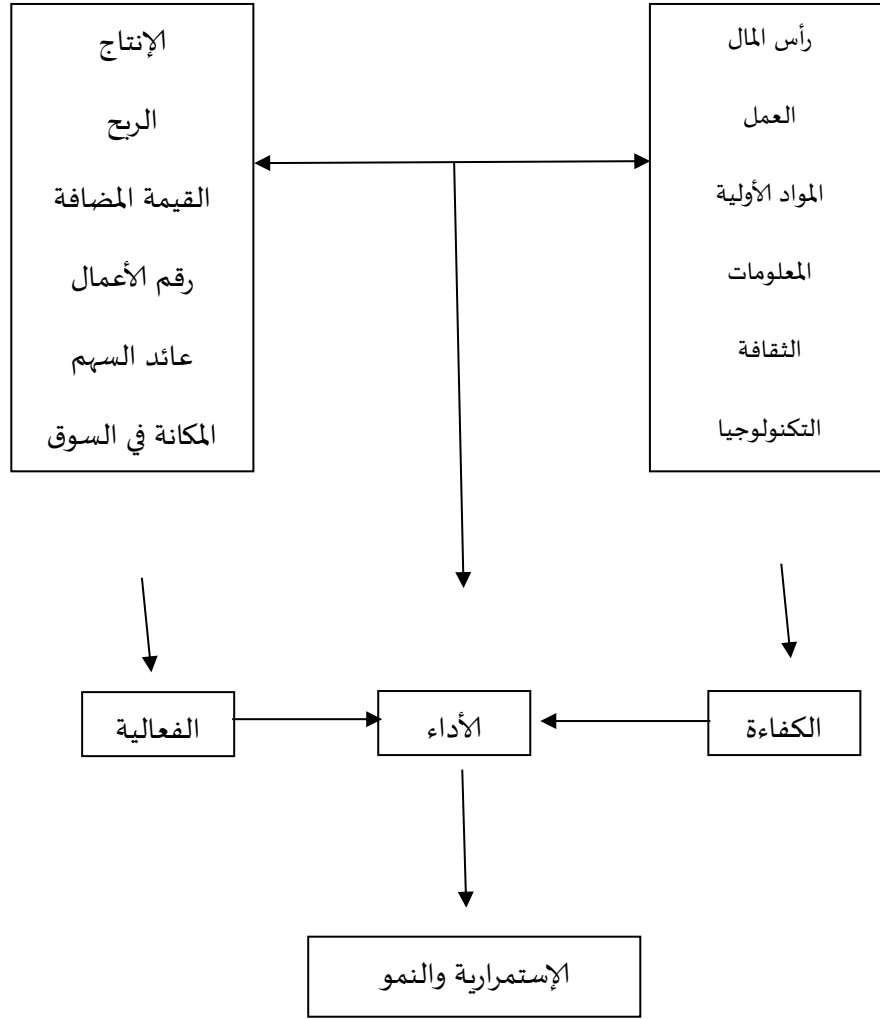 رأس المال
العمل
المواد الأولية
المعلومات
الثقافة
التكنولوجيا
الإنتاج
الربح
القيمة المضافة
رقم الأعمال
عائد السهم
المكانة في السوق
الكفاءة
الأداء
الفعالية
الإستمرارية والنمو